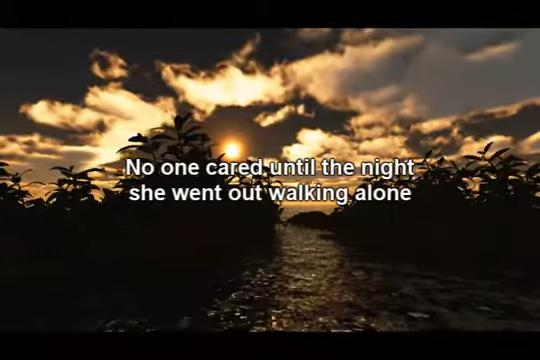 No one cared until the night
she went out walking alone